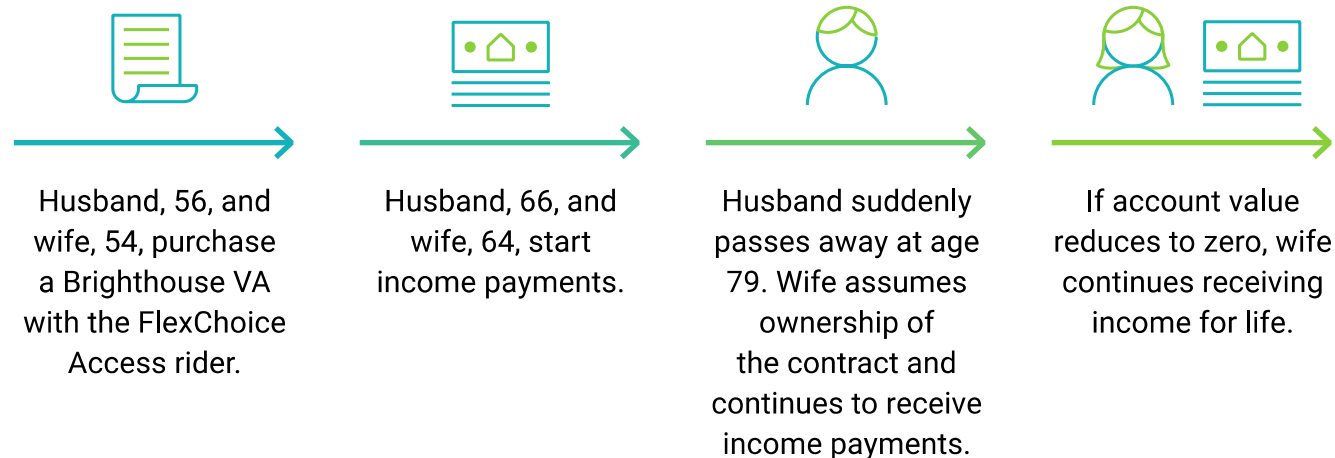 Husband, 56, and
wife, 54, purchase
a Brighthouse VA
with the FlexChoice
Access rider.
Husband, 66, and
wife, 64, start
income payments.
Husband suddenly
passes away at age
79. Wife assumes
ownership of
the contract and
continues to receive
income payments.
If account value
reduces to zero, wife
continues receiving
income for life.